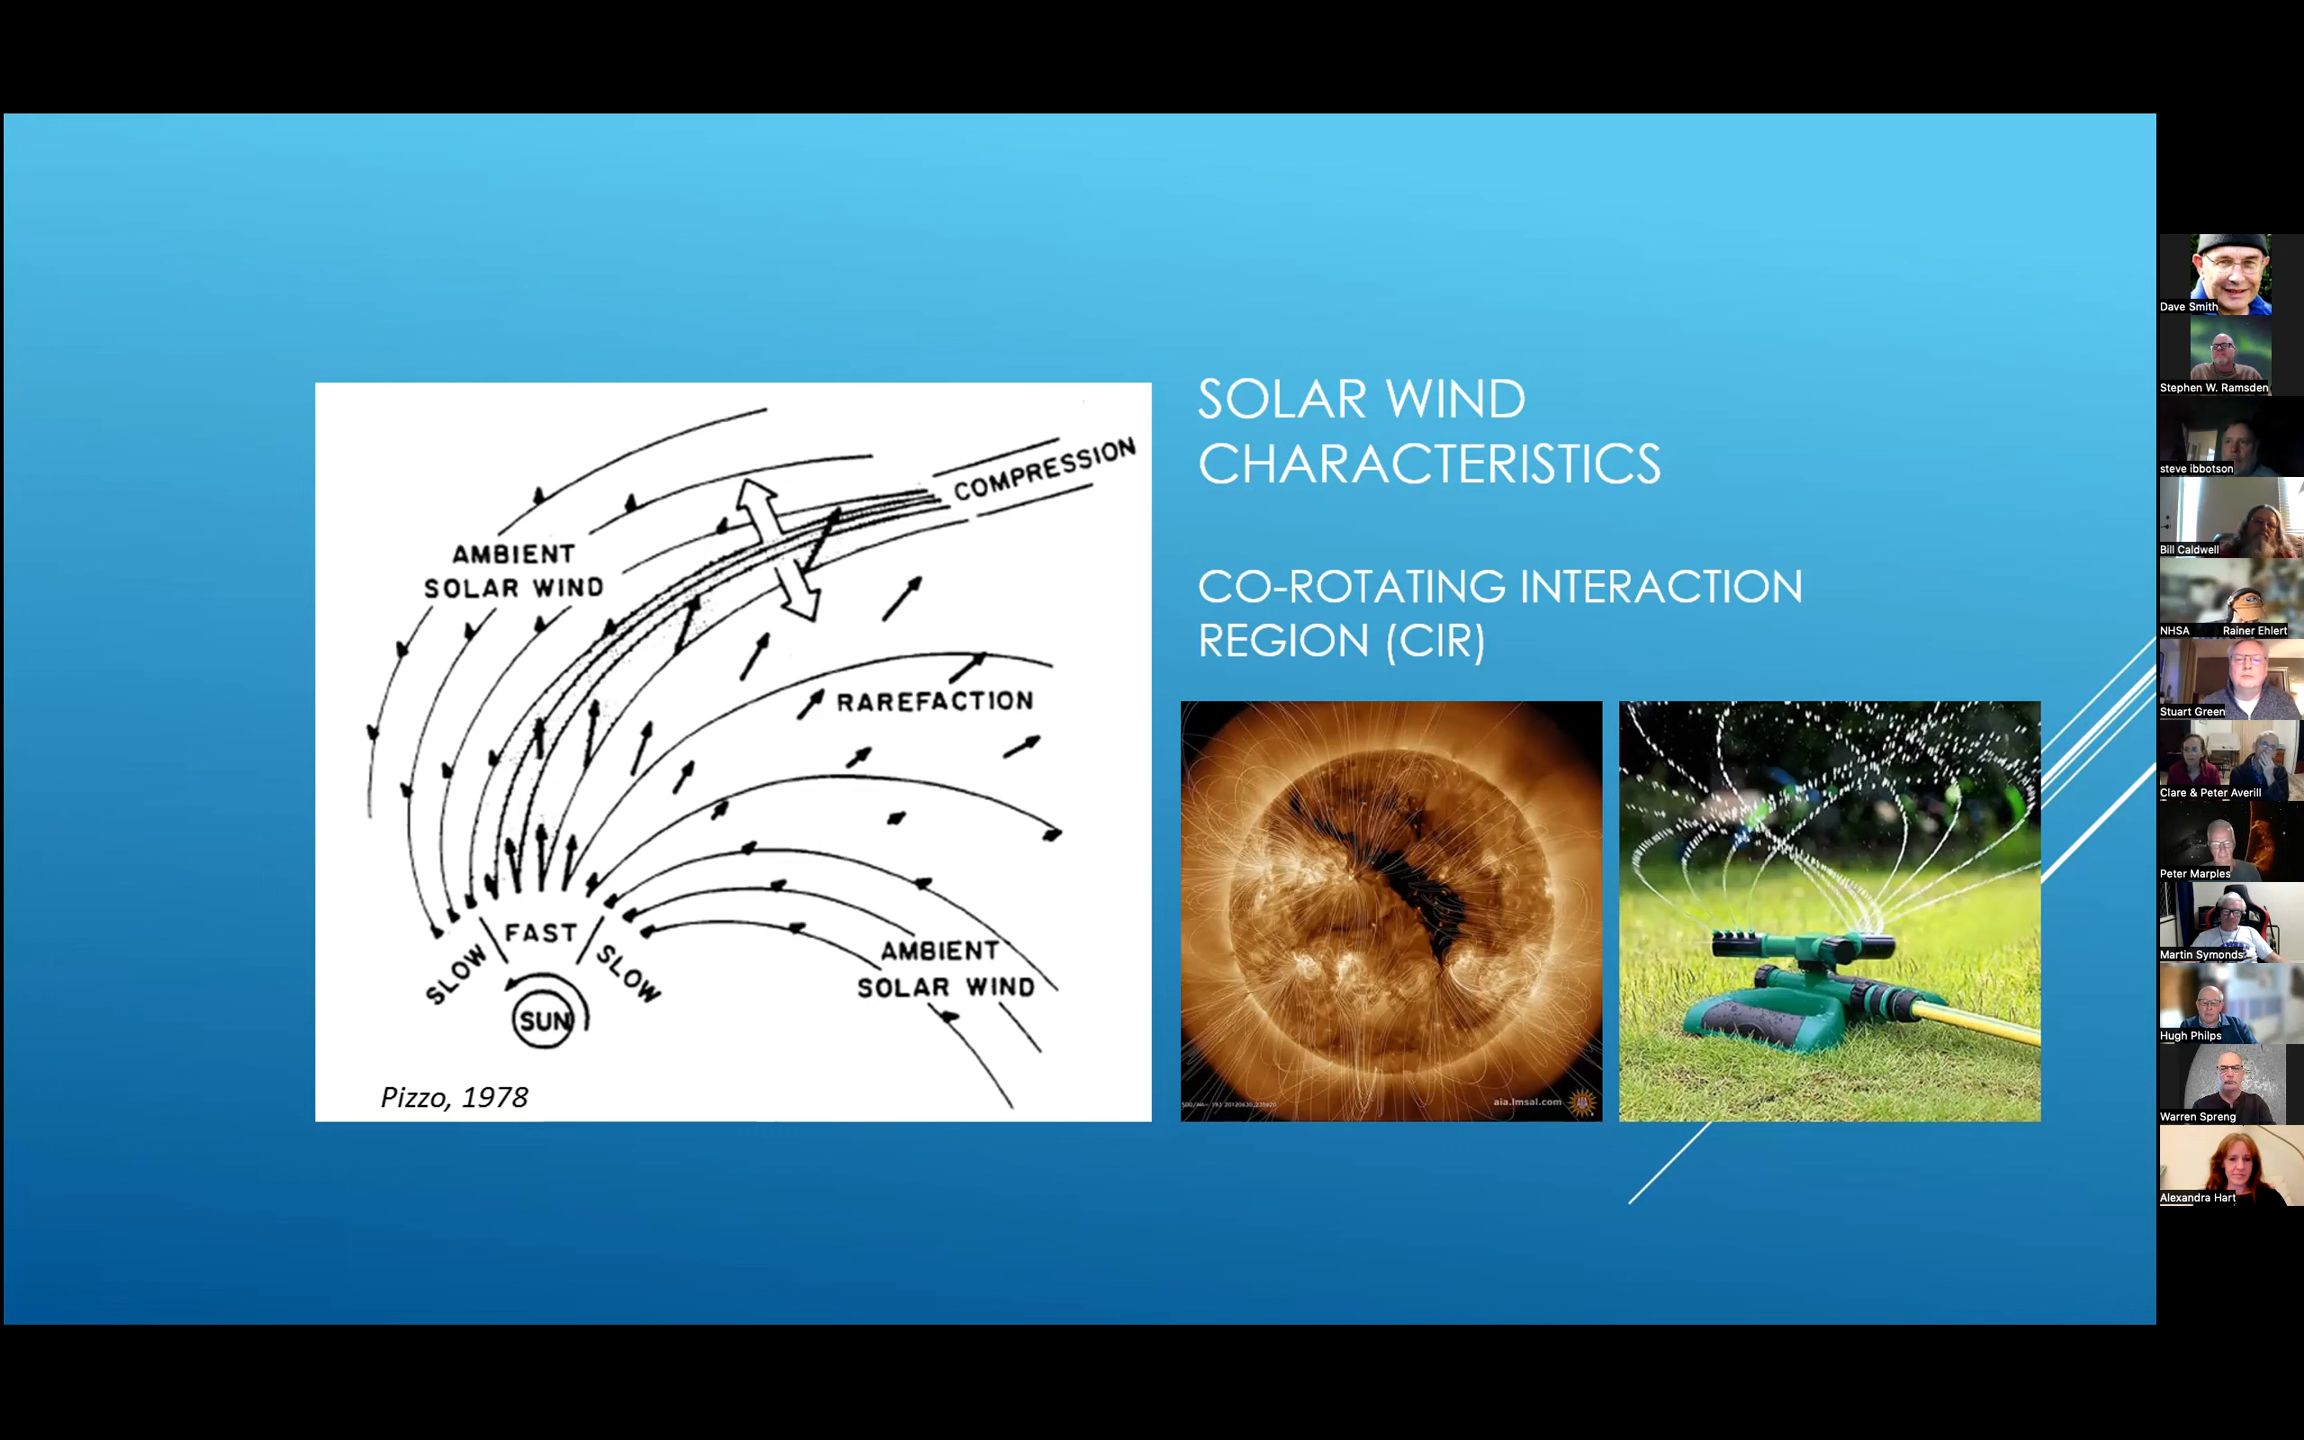 SOLAR WIND
CHARACTERISTICS
CO-ROTATING INTERACTION
REGION (CIR)
COMPRESSION
AMBIENT
SOLAR WIND
RAREFACTION
AMBIENT
SOLAR WIND
SLOW
FAST
SLOW
SUN
Pizzo, 1978
aia.lmsal.com
Dave Smith
Stephen W. Ramsden
steve ibbotson
Bill Caldwell
NHSA Rainer Ehlert
Stuart Green
Clare & Peter Averill
Peter Marples
Martin Symonds
Hugh Philps
Warren Spreng
Alexandra Hart